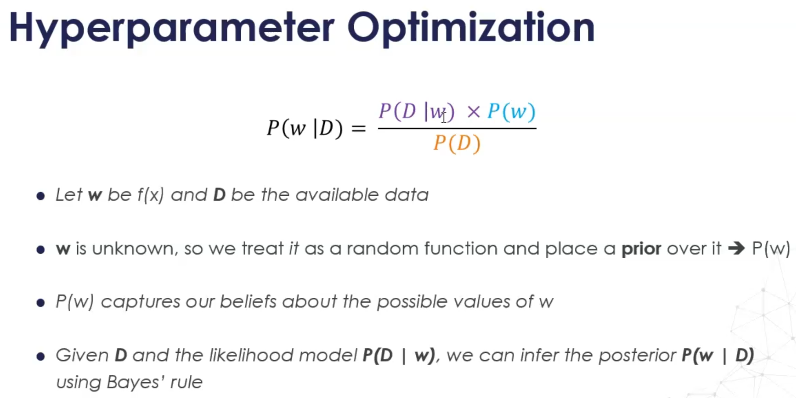 Hyperparameter Optimization
P(w |D) = P(D |w) × P(w) / P(D)
● Let w be f(x) and D be the available data
● w is unknown, so we treat it as a random function and place a prior over it ➔ P(w)
● P(w) captures our beliefs about the possible values of w
● Given D and the likelihood model P(D | w), we can infer the posterior P(w | D)
using Bayes’ rule